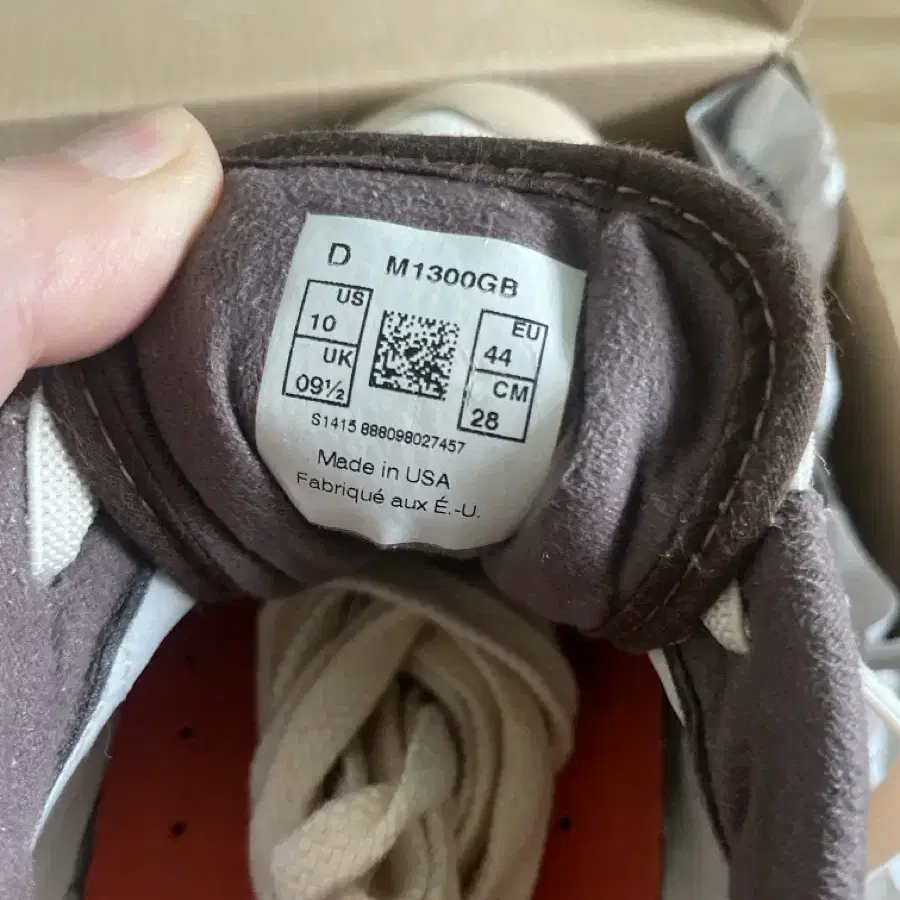 D M1300GB
US
10
UK
09½
EU
44
CM
28
S1415 888098027457
Made in USA
Fabriqué aux É.-U.